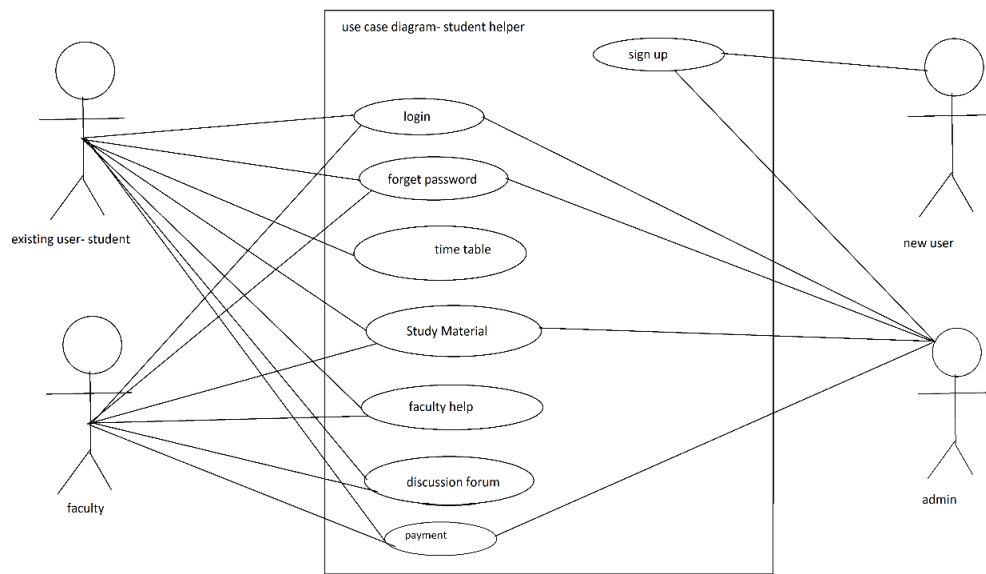 use case diagram- student helper
sign up
login
forget password
existing user- student
time table
new user
Study Material
faculty help
discussion forum
faculty
admin
payment